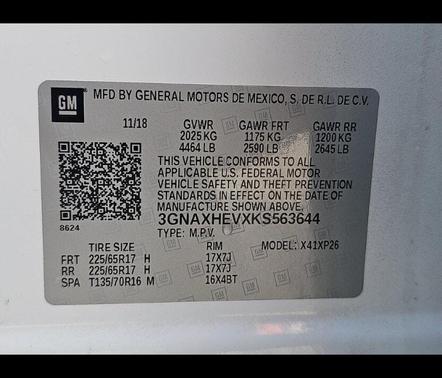 GM MFD BY GENERAL MOTORS DE MEXICO, S. DE R.L. DE C.V.
11/18 GVWR GAWR FRT GAWR RR
2025 KG 1175 KG 1200 KG
4464 LB 2590 LB 2645 LB
THIS VEHICLE CONFORMS TO ALL
APPLICABLE U.S. FEDERAL MOTOR
VEHICLE SAFETY AND THEFT PREVENTION
STANDARDS IN EFFECT ON THE DATE OF
MANUFACTURE SHOWN ABOVE.
3GNAXHEVXKS563644
8624
TYPE: M.P.V. MODEL: X41XP26
TIRE SIZE RIM
FRT 225/65R17 H 17X7J
RR 225/65R17 H 17X7J
SPA T135/70R16 M 16X4BT